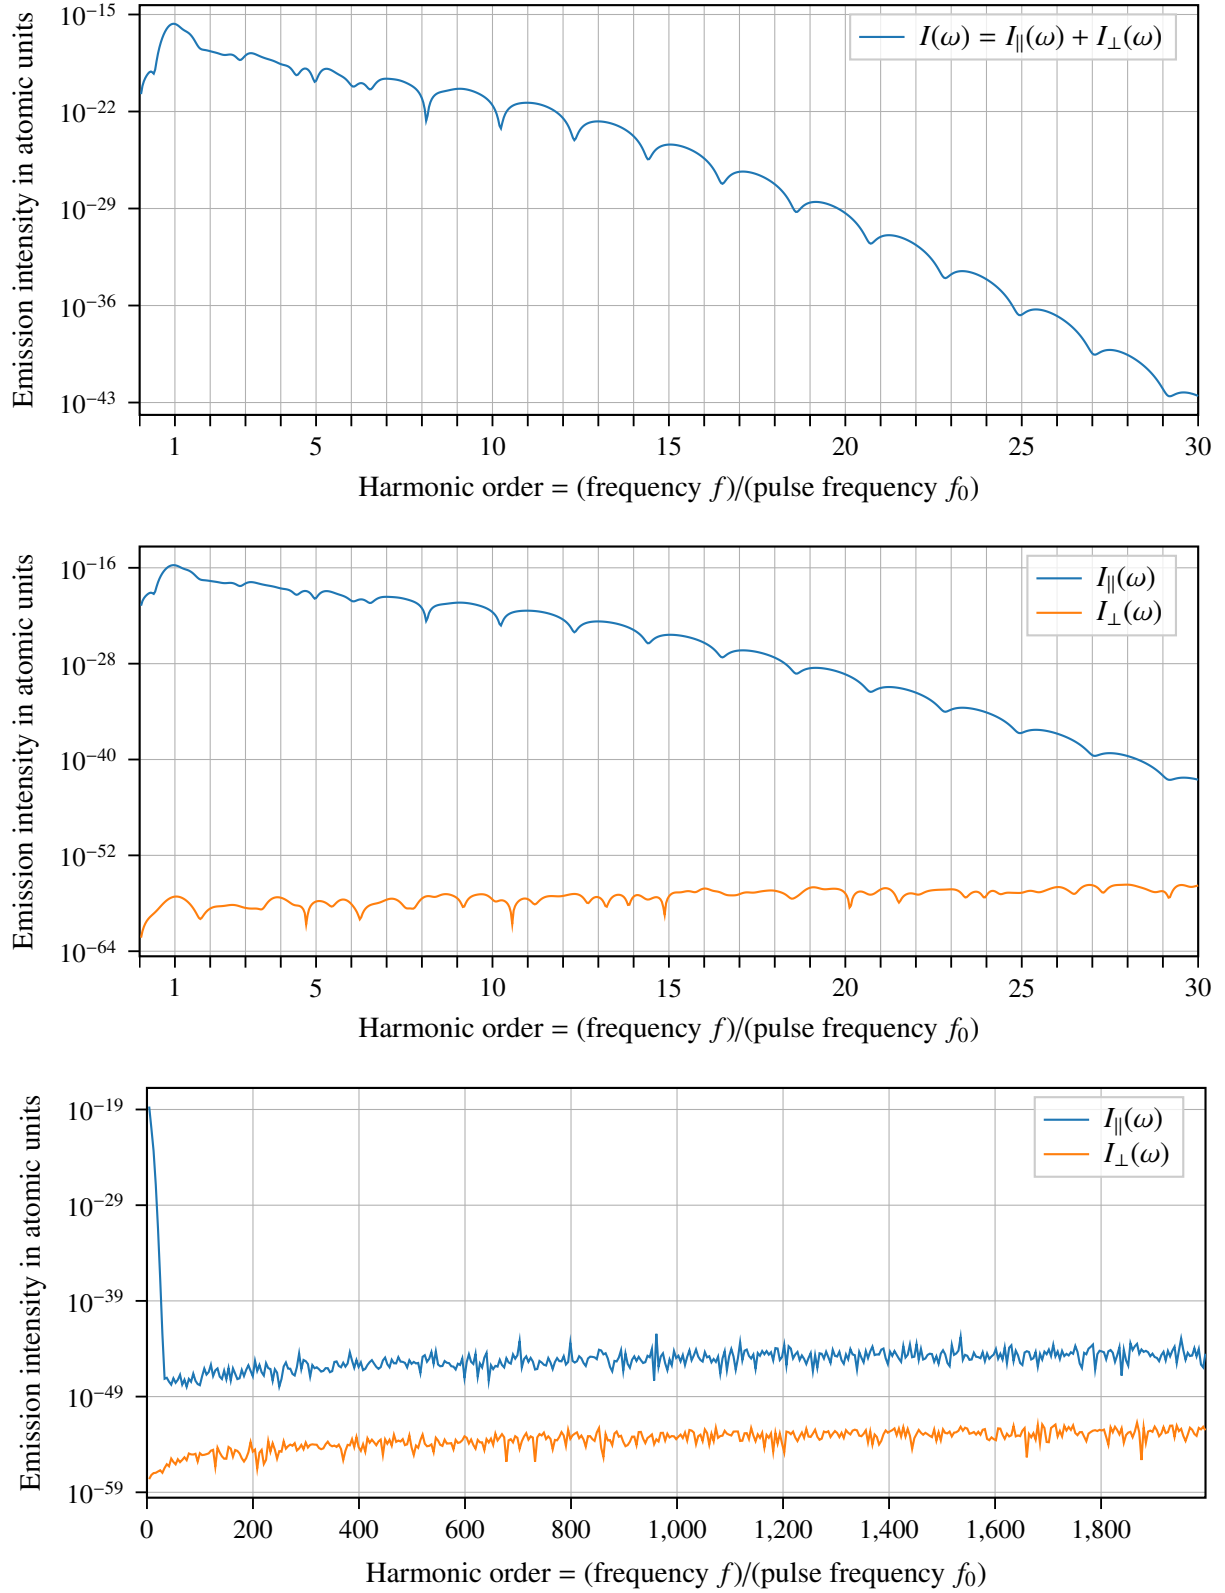 Emission intensity in atomic units
10⁻¹⁵
10⁻²²
10⁻²⁹
10⁻³⁶
10⁻⁴³
I(ω) = I∥(ω) + I⊥(ω)
1 5 10 15 20 25 30
Harmonic order = (frequency f)/(pulse frequency f₀)
Emission intensity in atomic units
10⁻¹⁶
10⁻²⁸
10⁻⁴⁰
10⁻⁵²
10⁻⁶⁴
I∥(ω)
I⊥(ω)
1 5 10 15 20 25 30
Harmonic order = (frequency f)/(pulse frequency f₀)
Emission intensity in atomic units
10⁻¹⁹
10⁻²⁹
10⁻³⁹
10⁻⁴⁹
10⁻⁵⁹
I∥(ω)
I⊥(ω)
0 200 400 600 800 1,000 1,200 1,400 1,600 1,800
Harmonic order = (frequency f)/(pulse frequency f₀)